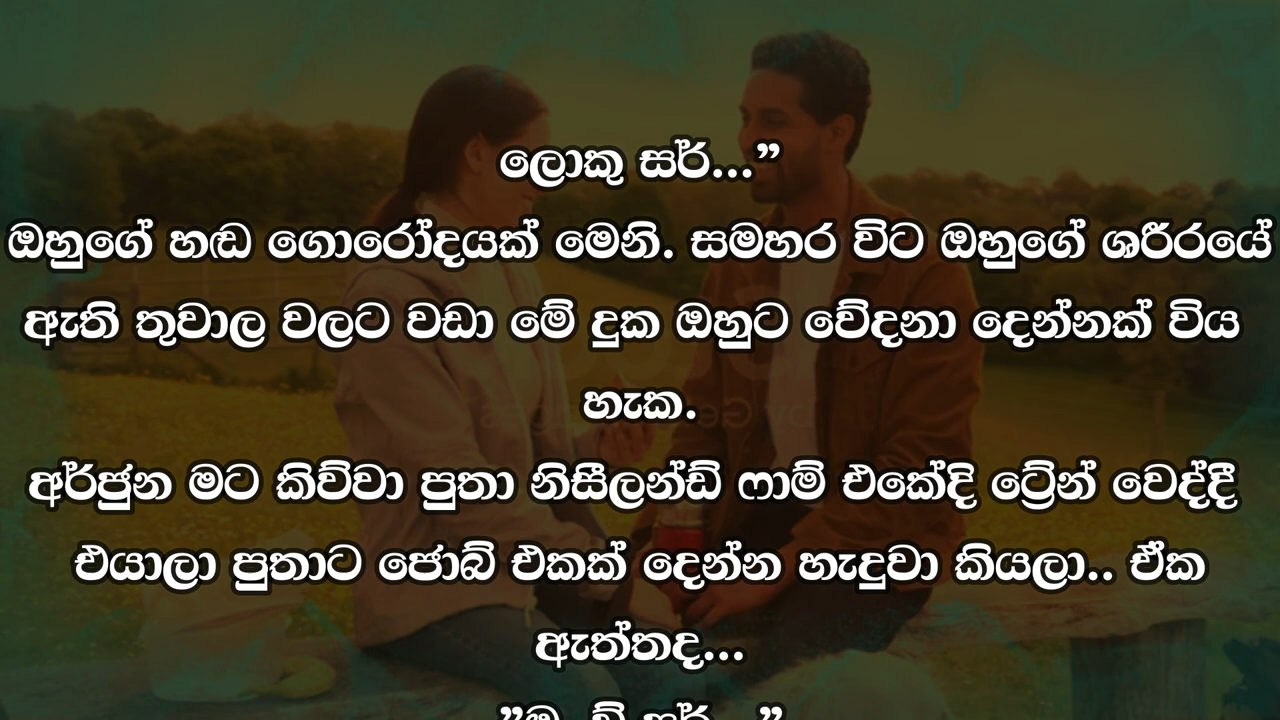 ලොකු සර්...”
ඔහුගේ හඬ ගොරෝදයක් මෙනි. සමහර විට ඔහුගේ ශරීරයේ
ඇති තුවාල වලට වඩා මේ දුක ඔහුට වේදනා දෙන්නක් විය
හැක.
අර්ජුන මට කිව්වා පුතා නිසීලන්ඩ් ෆාම් එකේදි ට්‍රේන් වෙද්දී
එයාලා පුතාට ජොබ් එකක් දෙන්න හැදුවා කියලා.. ඒක
ඇත්තද...